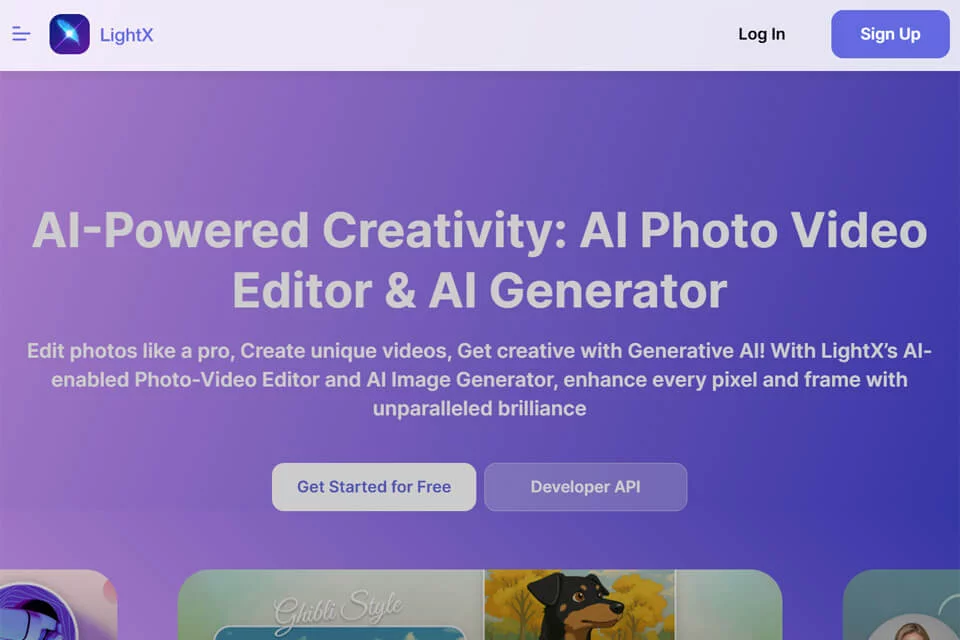 LightX
Log In
Sign Up
AI-Powered Creativity: AI Photo Video
Editor & AI Generator
Edit photos like a pro, Create unique videos, Get creative with Generative AI! With LightX’s AI-
enabled Photo-Video Editor and AI Image Generator, enhance every pixel and frame with
unparalleled brilliance
Get Started for Free
Developer API
Ghibli Style